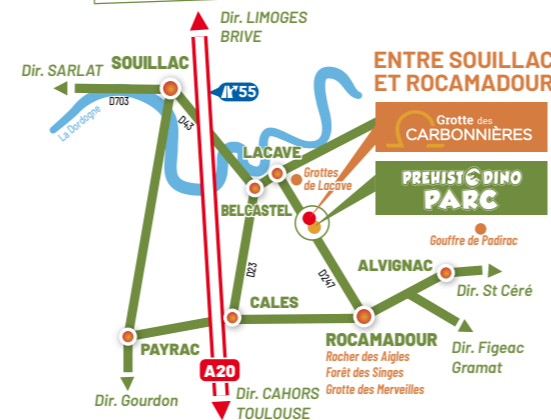 Dir. LIMOGES
BRIVE
Dir. SARLAT
SOUILLAC
55
ENTRE SOUILLAC
ET ROCAMADOUR
D703
La Dordogne
D43
Grotte des
CARBONNIÈRES
LACAVE
Grottes
de Lacave
BELCASTEL
PREHISTO DINO
PARC
Gouffre de Padirac
D23
D247
ALVIGNAC
Dir. St Céré
CALES
PAYRAC
ROCAMADOUR
Rocher des Aigles
Forêt des Singes
Grotte des Merveilles
Dir. Figeac
Gramat
A20
Dir. Gourdon
Dir. CAHORS
TOULOUSE